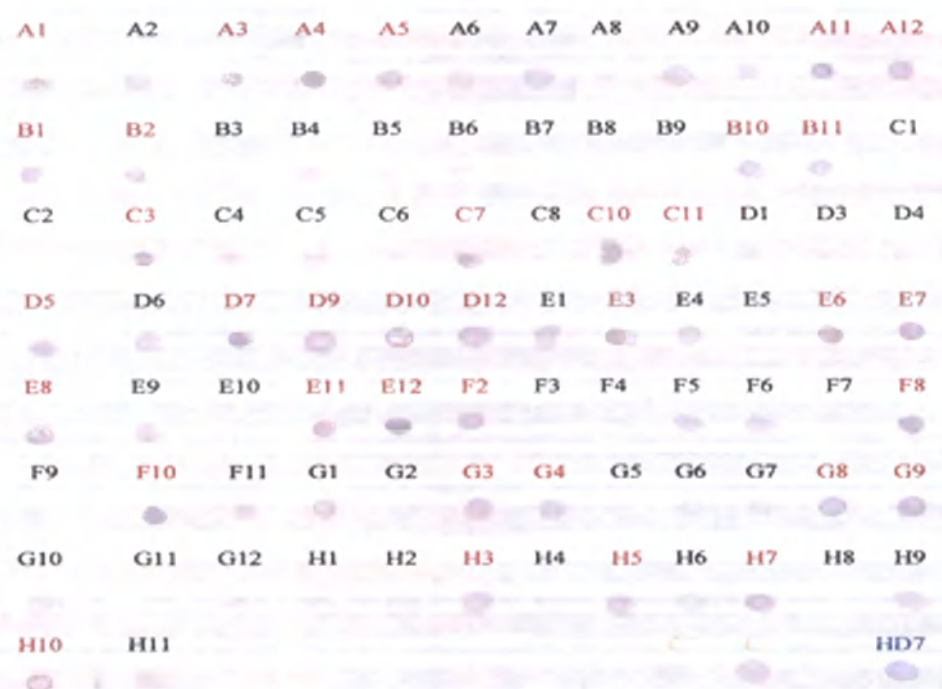 A1 A2 A3 A4 A5 A6 A7 A8 A9 A10 A11 A12
B1 B2 B3 B4 B5 B6 B7 B8 B9 B10 B11 C1
C2 C3 C4 C5 C6 C7 C8 C10 C11 D1 D3 D4
D5 D6 D7 D9 D10 D12 E1 E3 E4 E5 E6 E7
E8 E9 E10 E11 E12 F2 F3 F4 F5 F6 F7 F8
F9 F10 F11 G1 G2 G3 G4 G5 G6 G7 G8 G9
G10 G11 G12 H1 H2 H3 H4 H5 H6 H7 H8 H9
H10 H11 HD7